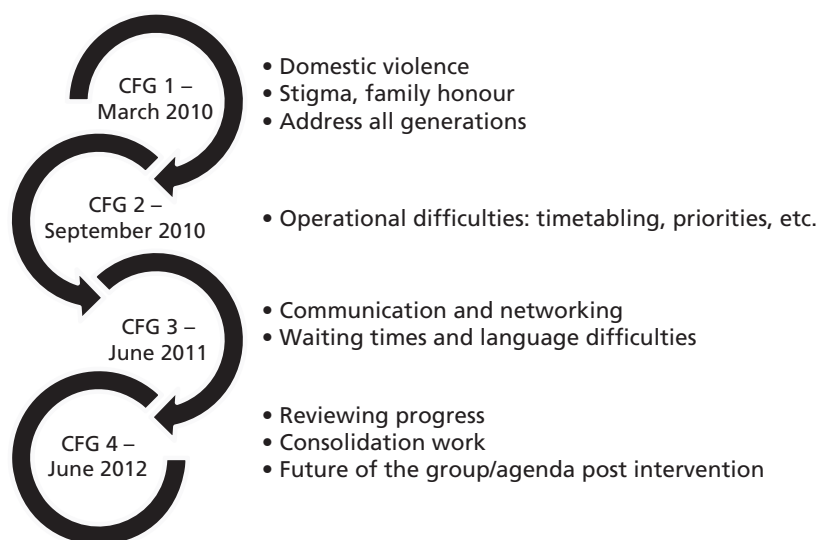 CFG 1 –
March 2010
• Domestic violence
• Stigma, family honour
• Address all generations
CFG 2 –
September 2010
• Operational difficulties: timetabling, priorities, etc.
CFG 3 –
June 2011
• Communication and networking
• Waiting times and language difficulties
CFG 4 –
June 2012
• Reviewing progress
• Consolidation work
• Future of the group/agenda post intervention